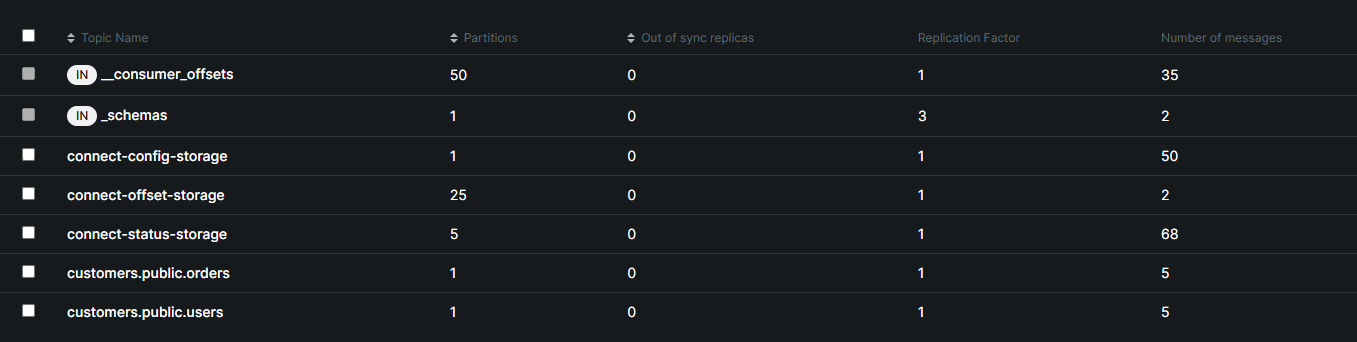 Topic Name Partitions Out of sync replicas Replication Factor Number of messages
IN __consumer_offsets 50 0 1 35
IN _schemas 1 0 3 2
connect-config-storage 1 0 1 50
connect-offset-storage 25 0 1 2
connect-status-storage 5 0 1 68
customers.public.orders 1 0 1 5
customers.public.users 1 0 1 5